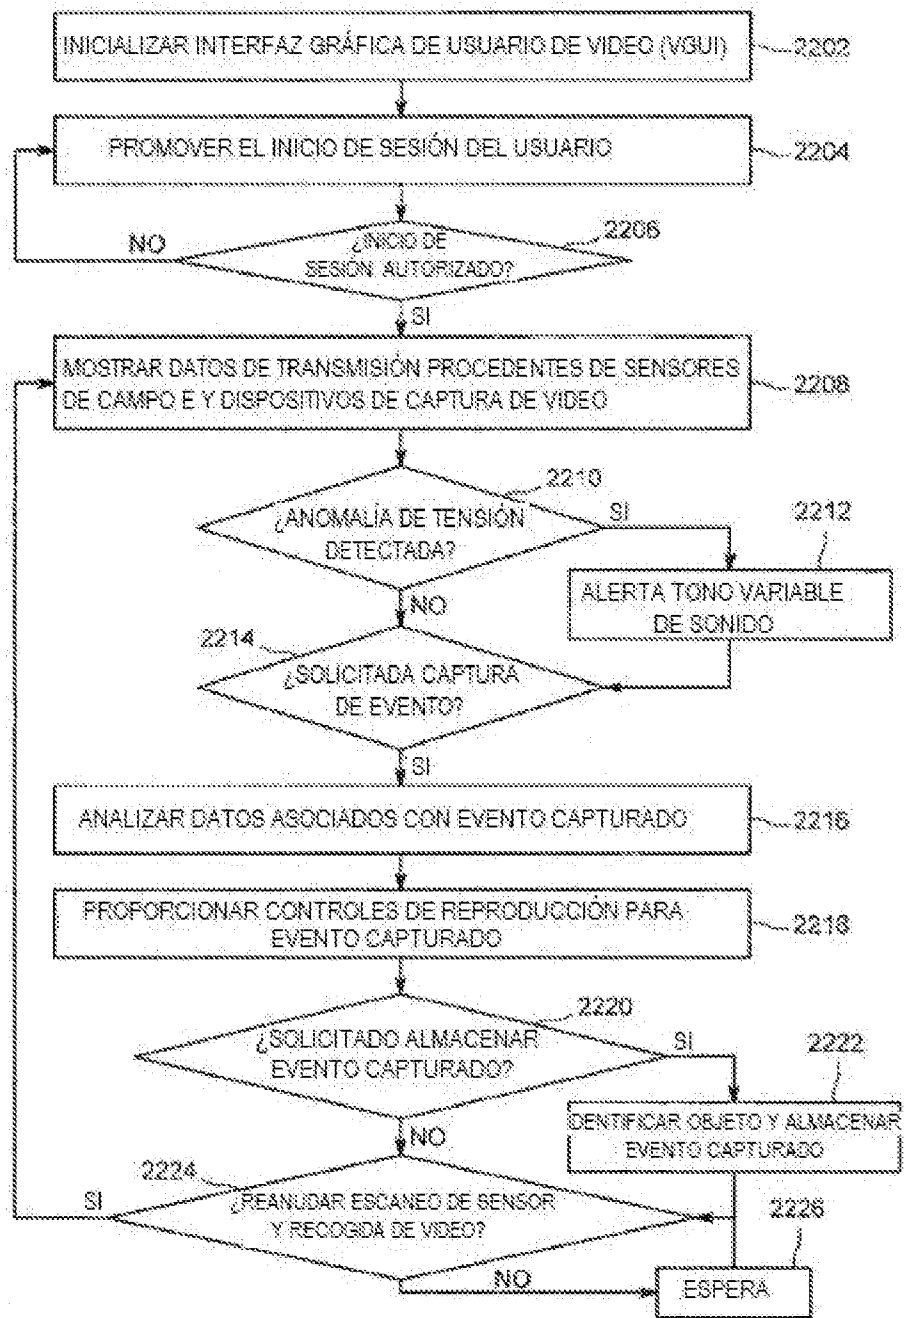 INICIALIZAR INTERFAZ GRÁFICA DE USUARIO DE VIDEO (VGUI)
2202
PROMOVER EL INICIO DE SESIÓN DEL USUARIO
2204
2206
NO
¿INICIO DE
SESIÓN AUTORIZADO?
SI
MOSTRAR DATOS DE TRANSMISIÓN PROCEDENTES DE SENSORES
DE CAMPO E Y DISPOSITIVOS DE CAPTURA DE VIDEO
2208
2210
¿ANOMALÍA DE TENSIÓN
DETECTADA?
SI
2212
ALERTA TONO VARIABLE
DE SONIDO
NO
2214
¿SOLICITADA CAPTURA
DE EVENTO?
SI
ANALIZAR DATOS ASOCIADOS CON EVENTO CAPTURADO
2216
PROPORCIONAR CONTROLES DE REPRODUCCIÓN PARA
EVENTO CAPTURADO
2218
2220
¿SOLICITADO ALMACENAR
EVENTO CAPTURADO?
SI
2222
IDENTIFICAR OBJETO Y ALMACENAR
EVENTO CAPTURADO
NO
2224
SI
¿REANUDAR ESCANEO DE SENSOR
Y RECOGIDA DE VIDEO?
2226
NO
ESPERA